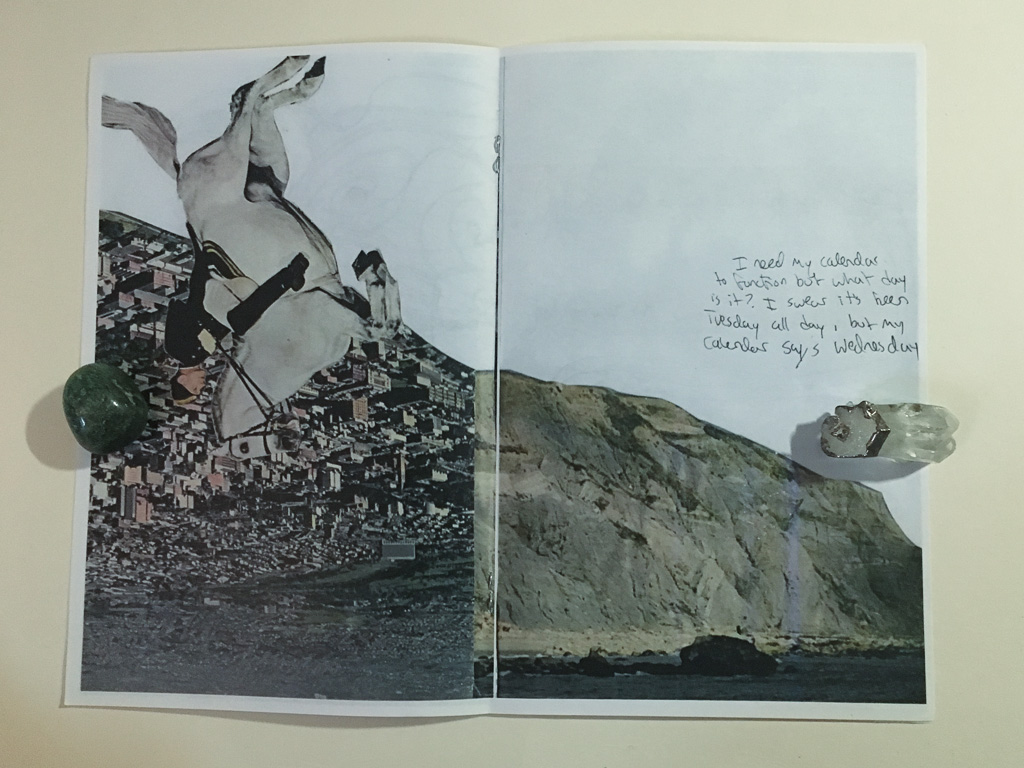 I need my calendar
to function but what day
is it? I swear it's been
Tuesday all day, but my
Calendar says Wednesday